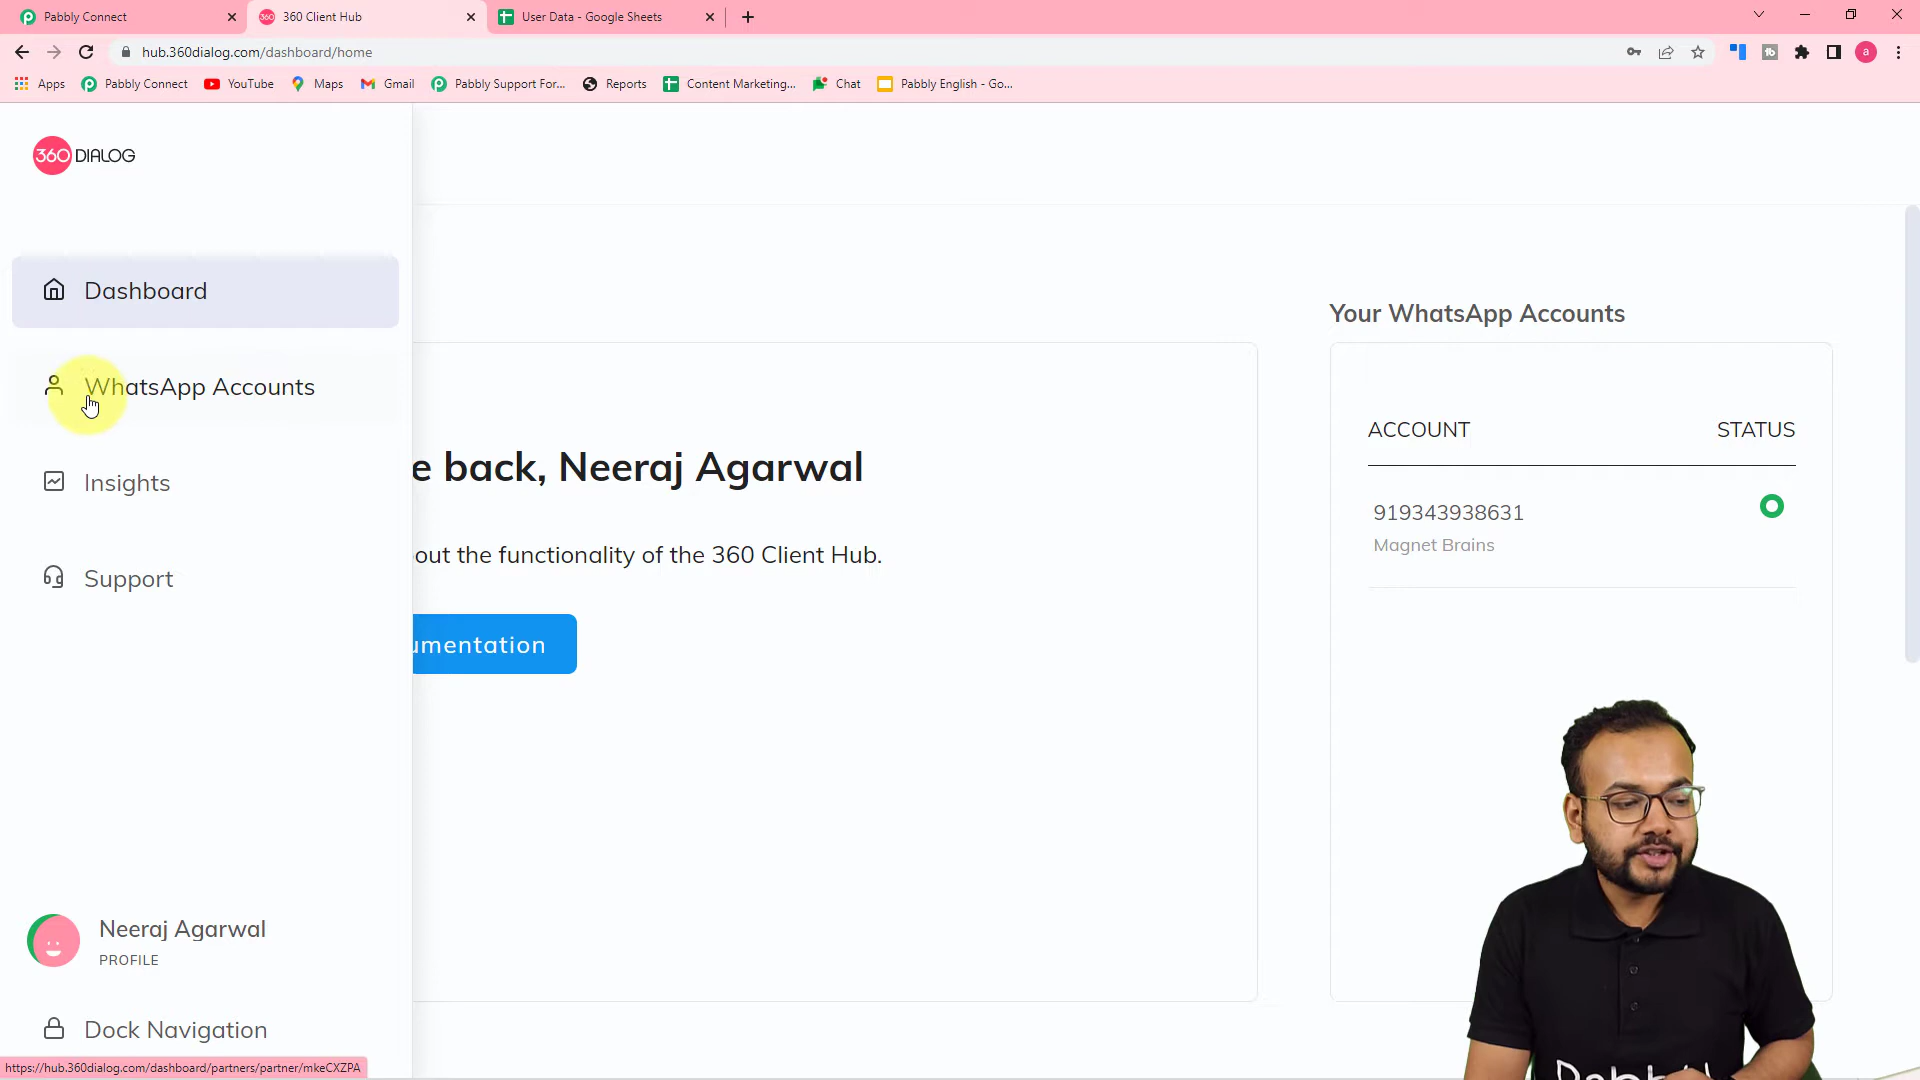 Pabbly Connect
360 Client Hub
User Data - Google Sheets
hub.360dialog.com/dashboard/home
Apps
Pabbly Connect
YouTube
Maps
Gmail
Pabbly Support For...
Reports
Content Marketing...
Chat
Pabbly English - Go...
360 DIALOG
Dashboard
WhatsApp Accounts
Insights
Support
Neeraj Agarwal
PROFILE
Dock Navigation
https://hub.360dialog.com/dashboard/partners/partner/mkeCXZPA
e back, Neeraj Agarwal
out the functionality of the 360 Client Hub.
umentation
Your WhatsApp Accounts
ACCOUNT STATUS
919343938631
Magnet Brains